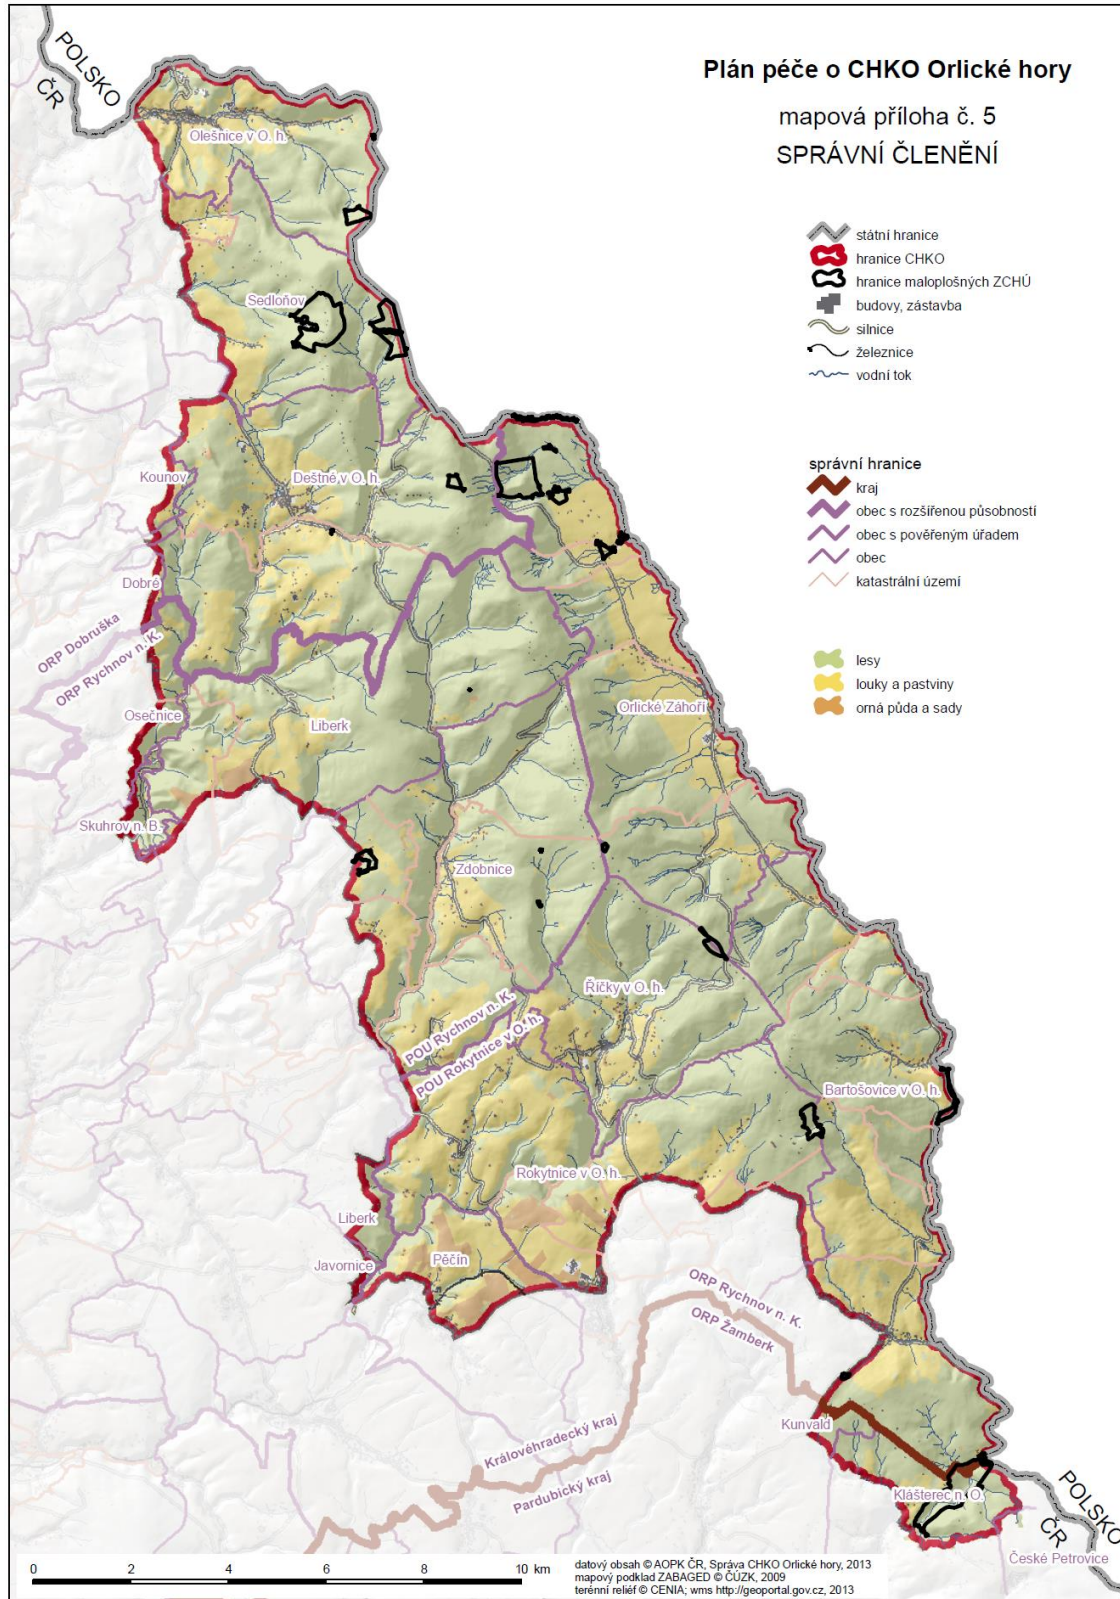 Plán péče o CHKO Orlické hory
mapová příloha č. 5
SPRÁVNÍ ČLENĚNÍ
státní hranice
hranice CHKO
hranice maloplošných ZCHÚ
budovy, zástavba
silnice
železnice
vodní tok
správní hranice
kraj
obec s rozšířenou působností
obec s pověřeným úřadem
obec
katastrální území
lesy
louky a pastviny
orná půda a sady
POLSKO
ČR
Olešnice v O. h.
Sedloňov
Kounov
Deštné v O. h.
Dobré
ORP Dobruška
ORP Rychnov n. K.
Osečnice
Liberk
Orlické Záhoří
Skuhrov n. B.
Zdobnice
Říčky v O. h.
POU Rychnov n. K.
POU Rokytnice v O. h.
Bartošovice v O. h.
Rokytnice v O. h.
Liberk
Javornice
Pěčín
ORP Rychnov n. K.
ORP Žamberk
Kunvald
Královéhradecký kraj
Pardubický kraj
Klášterec n. O.
POLSKO
ČR
České Petrovice
0 2 4 6 8 10 km
datový obsah © AOPK ČR, Správa CHKO Orlické hory, 2013
mapový podklad ZABAGED © ČÚZK, 2009
terénní reliéf © CENIA; wms http://geoportal.gov.cz, 2013